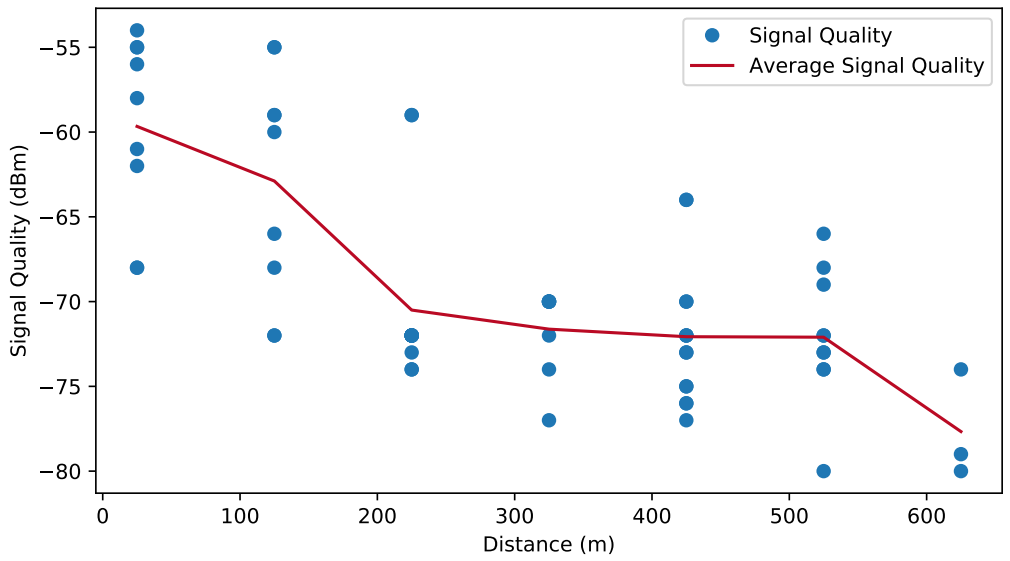 Signal Quality
Average Signal Quality
Signal Quality (dBm)
−55
−60
−65
−70
−75
−80
0 100 200 300 400 500 600
Distance (m)